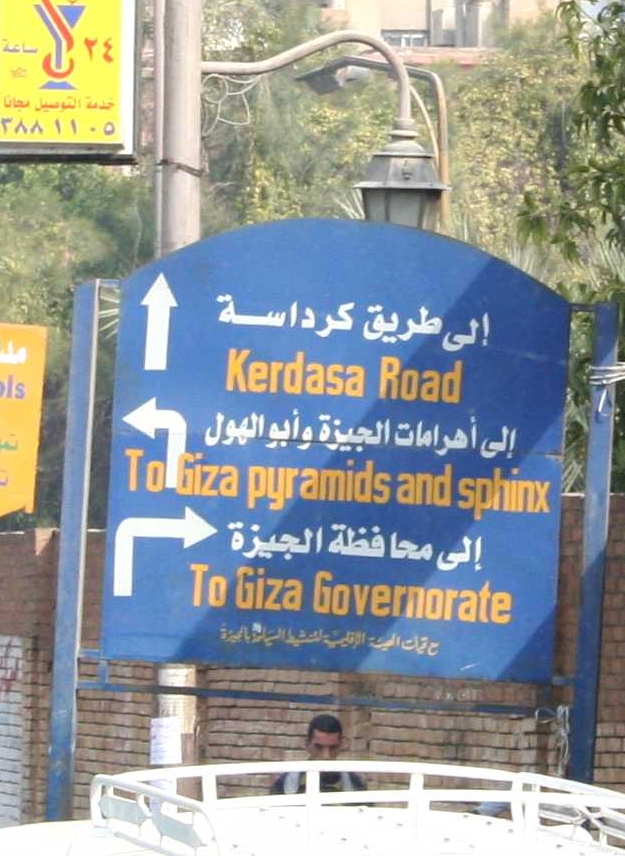 ٢٤
ساعة
خدمة التوصيل مجانا
٣٨٨ ١١ ٠٥
إلى طريق كرداسة
Kerdasa Road
إلى أهرامات الجيزة وأبو الهول
To Giza pyramids and sphinx
إلى محافظة الجيزة
To Giza Governorate
ols